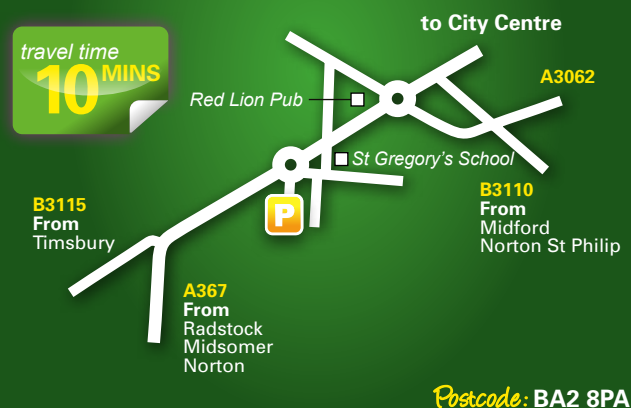 to City Centre
travel time
10 MINS
A3062
Red Lion Pub
St Gregory's School
B3115
From
Timsbury
P
B3110
From
Midford
Norton St Philip
A367
From
Radstock
Midsomer
Norton
Postcode: BA2 8PA